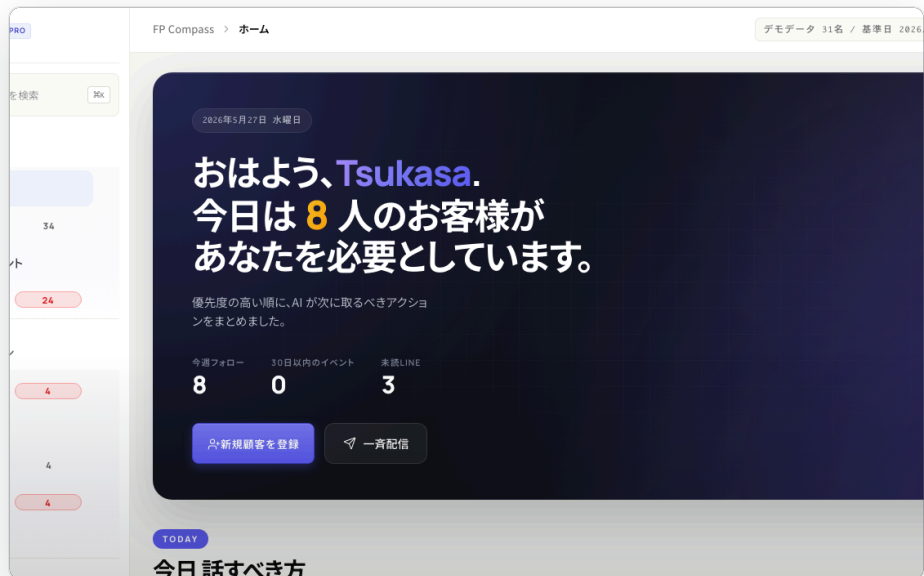 PRO
FP Compass > ホーム
デモデータ 31名 / 基準日 2026
を検索
⌘K
2026年5月27日 水曜日
おはよう、Tsukasa.
今日は 8 人のお客様が
あなたを必要としています。
34
ント
24
優先度の高い順に、AI が次に取るべきアクショ
ンをまとめました。
今週フォロー
30日以内のイベント
未読LINE
8
0
3
4
新規顧客を登録
一斉配信
4
4
TODAY
今日 話すべき方